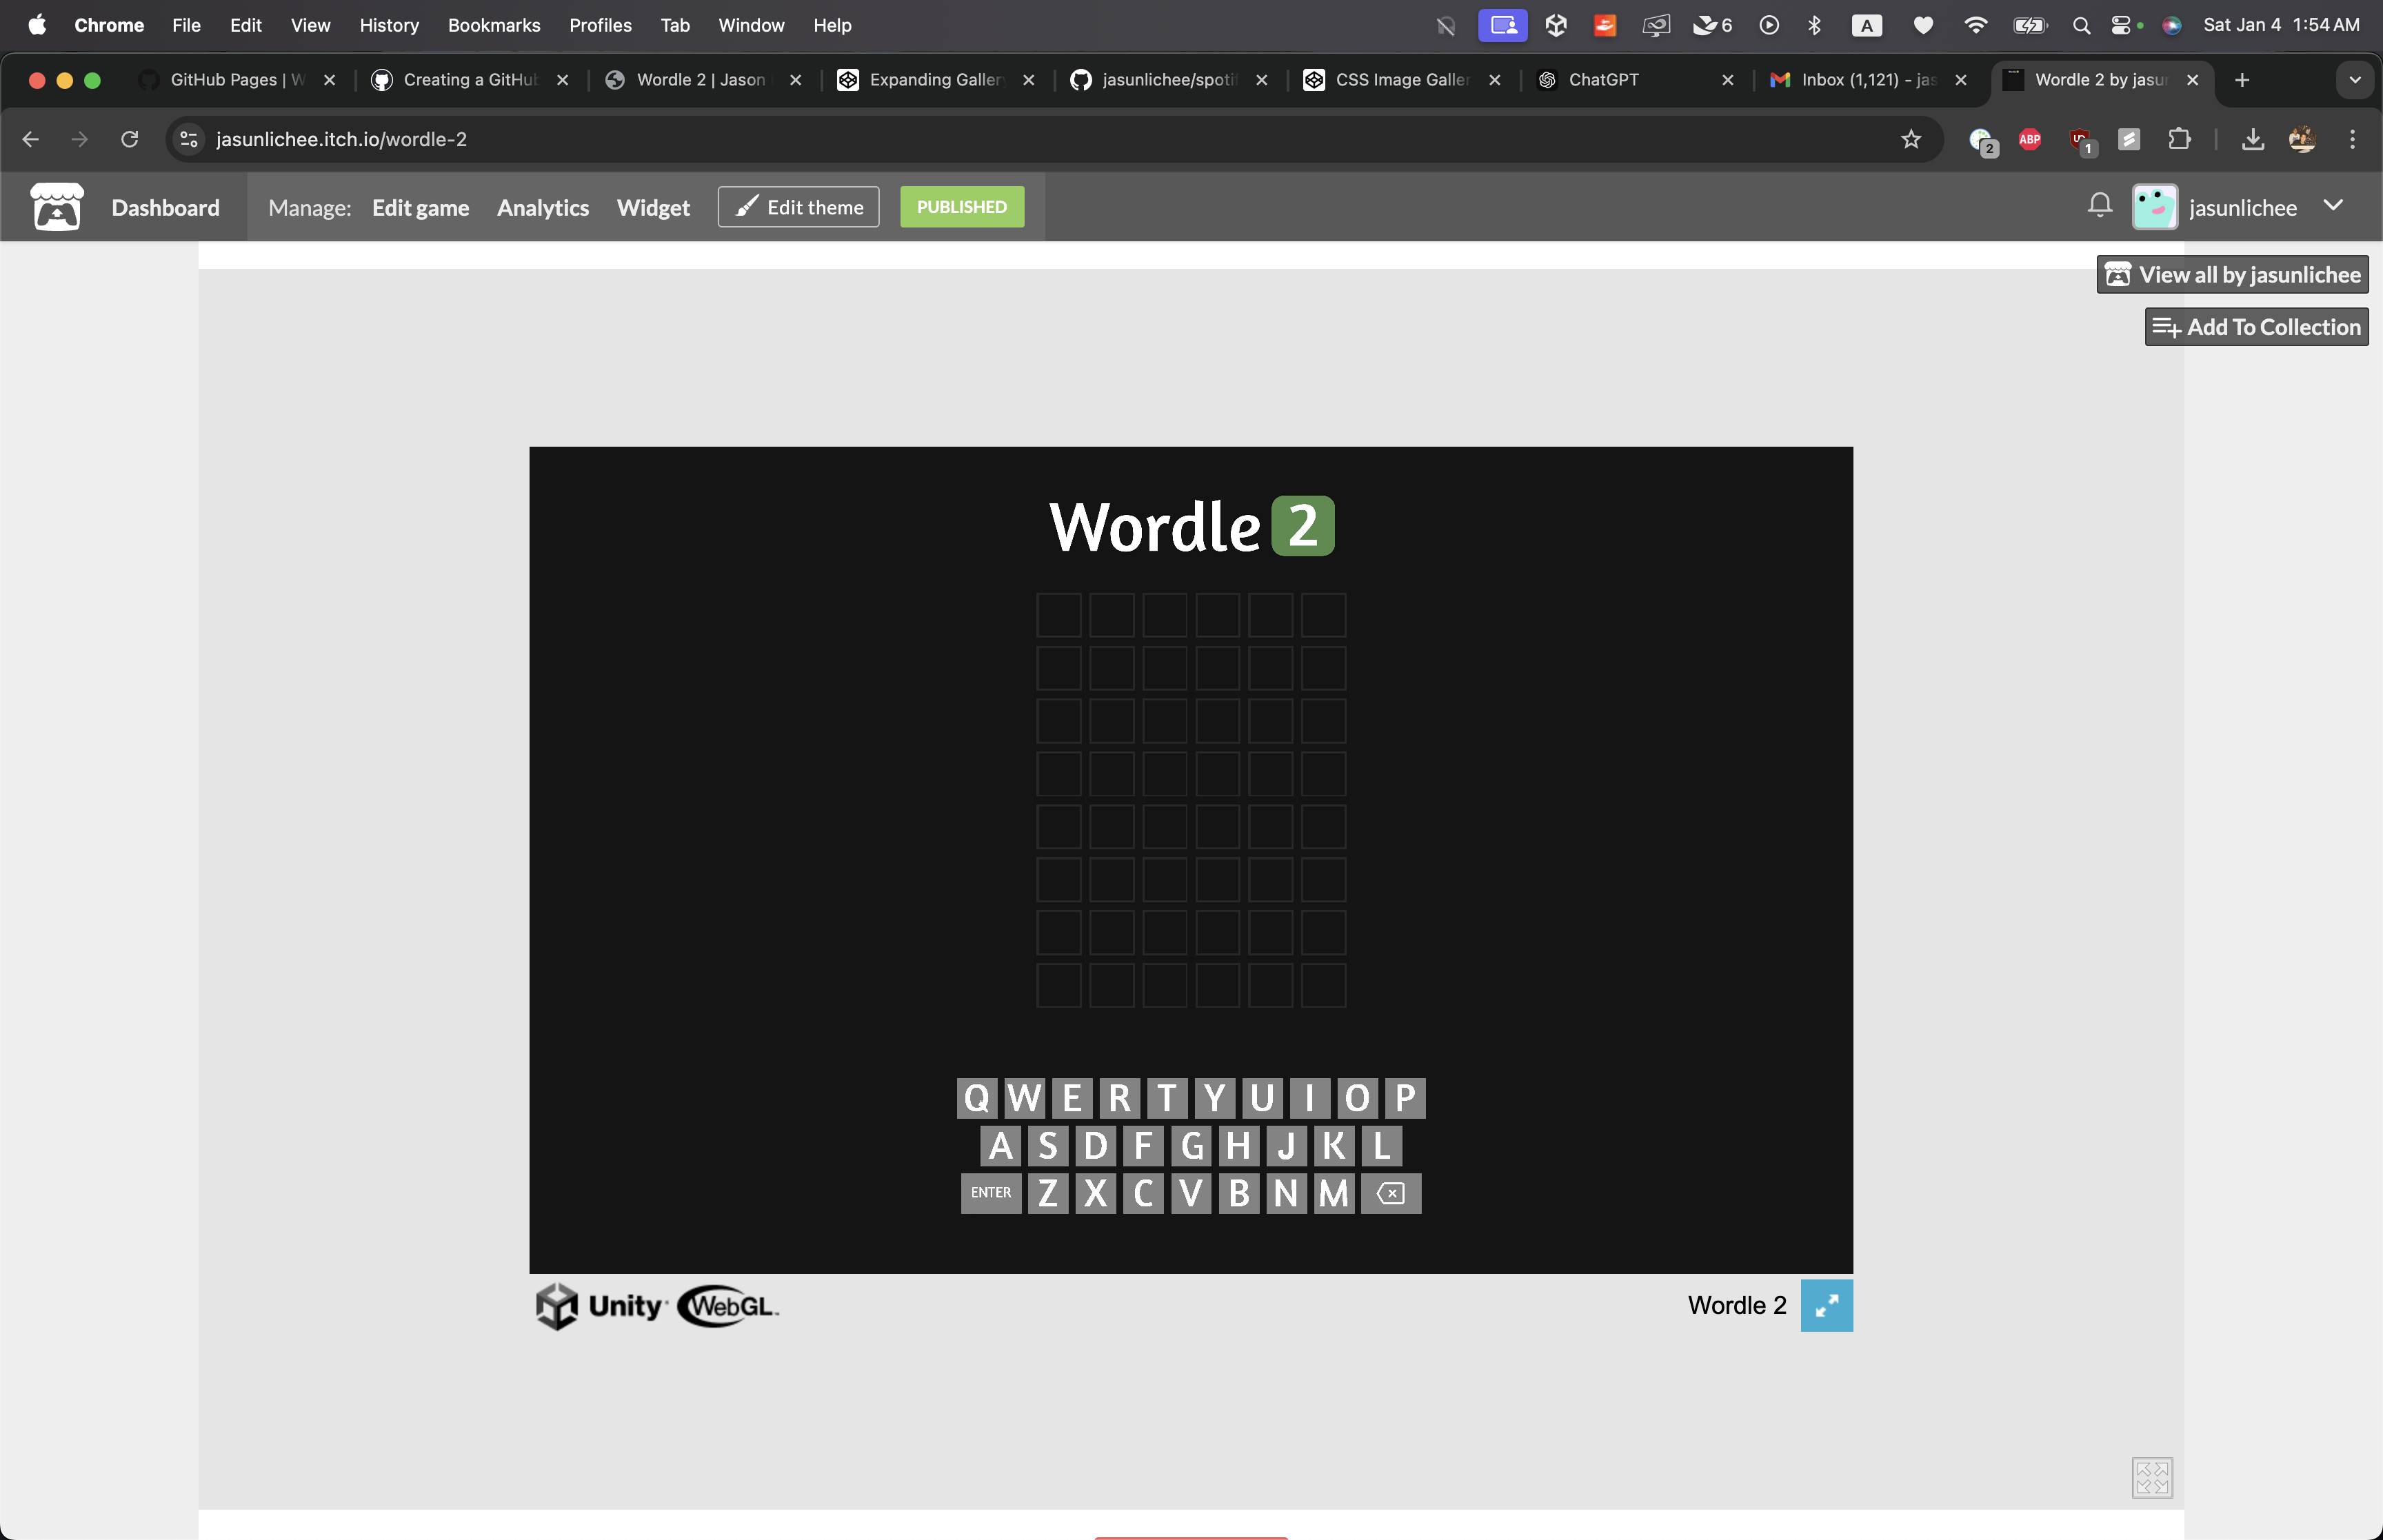 Chrome File Edit View History Bookmarks Profiles Tab Window Help 6 A Sat Jan 4 1:54 AM
GitHub Pages | W Creating a GitHu Wordle 2 | Jason Expanding Galler jasunlichee/spotif CSS Image Galler ChatGPT Inbox (1,121) - jas Wordle 2 by jasun
jasunlichee.itch.io/wordle-2 2 ABP 1
Dashboard Manage: Edit game Analytics Widget Edit theme PUBLISHED jasunlichee
View all by jasunlichee
Add To Collection
Wordle 2
Q W E R T Y U I O P
A S D F G H J K L
ENTER Z X C V B N M
Unity WebGL Wordle 2